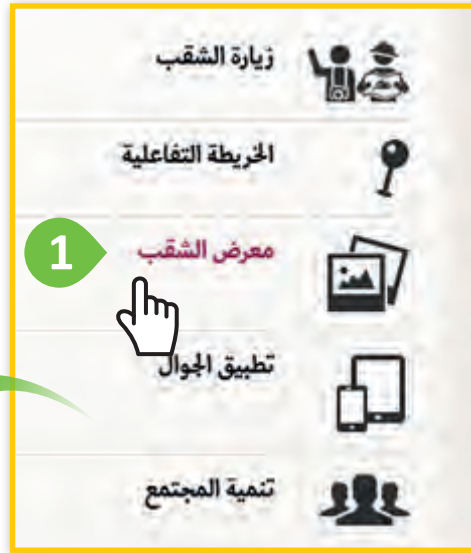 زيارة الشقب
الخريطة التفاعلية
معرض الشقب
1
تطبيق الجوال
تنمية المجتمع